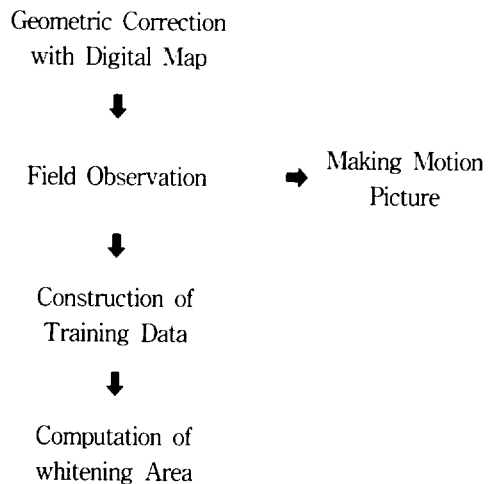 Geometric Correction
with Digital Map
Field Observation
Making Motion
Picture
Construction of
Training Data
Computation of
whitening Area